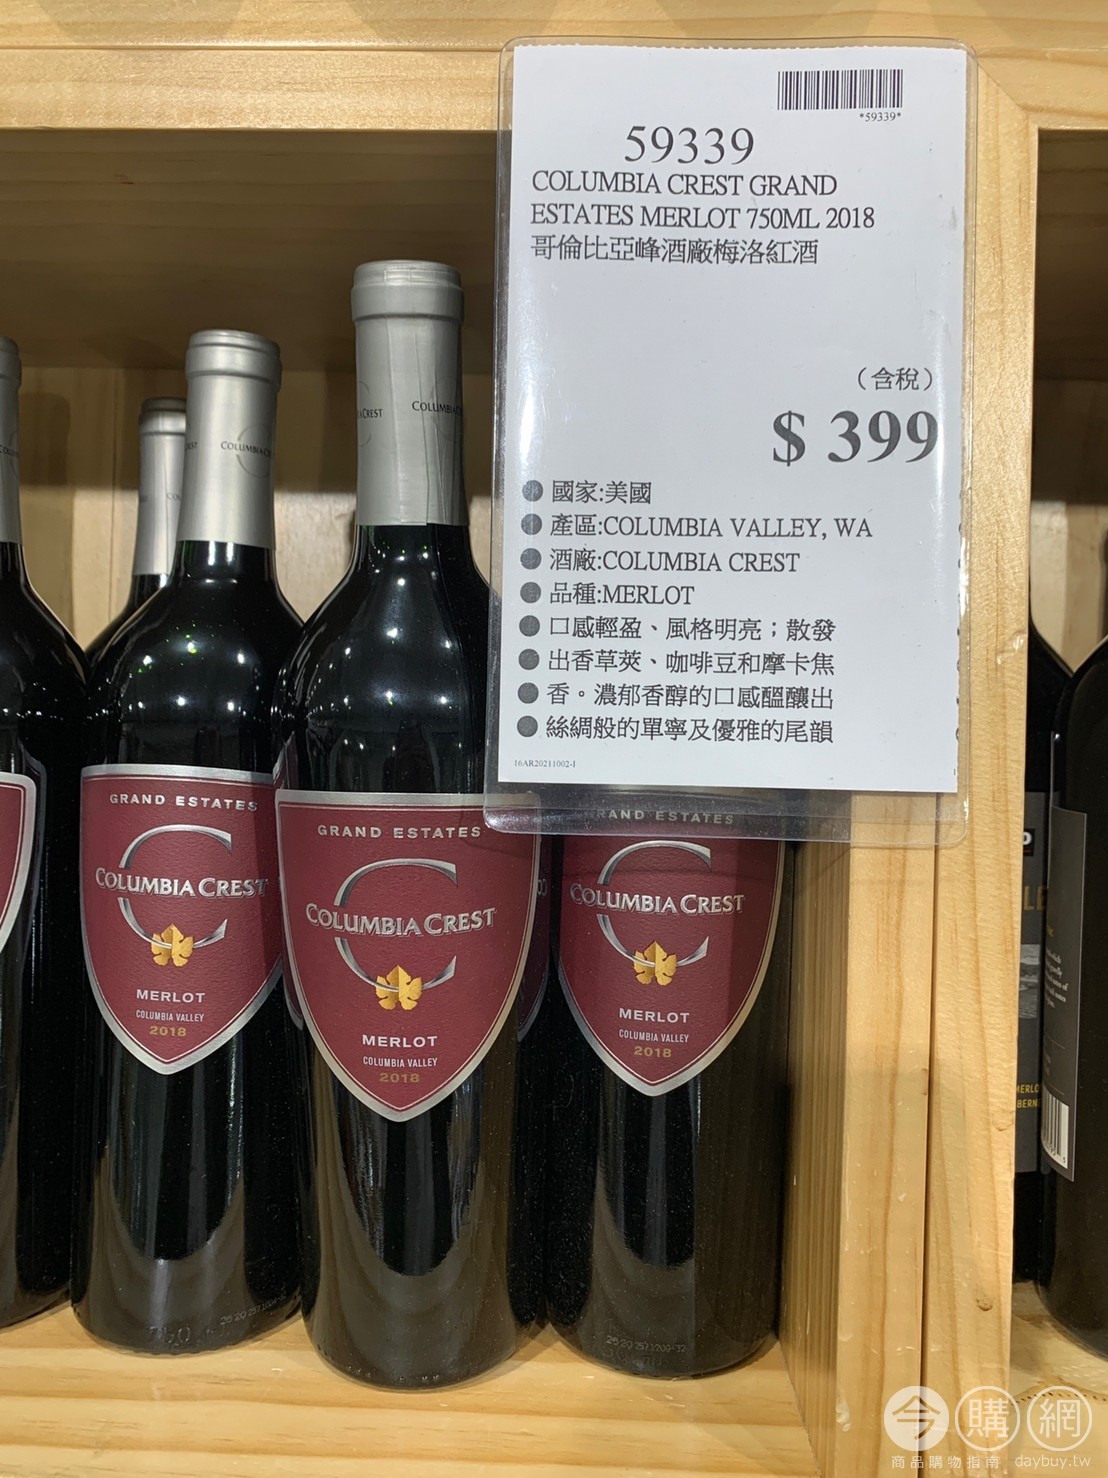 *59339*
59339
COLUMBIA CREST GRAND
ESTATES MERLOT 750ML 2018
哥倫比亞峰酒廠梅洛紅酒
（含稅）
$ 399
● 國家:美國
● 產區:COLUMBIA VALLEY, WA
● 酒廠:COLUMBIA CREST
● 品種:MERLOT
● 口感輕盈、風格明亮；散發
● 出香草莢、咖啡豆和摩卡焦
● 香。濃郁香醇的口感醞釀出
● 絲綢般的單寧及優雅的尾韻
16AR20211002-1
COLUMBIA CREST
GRAND ESTATES
COLUMBIA CREST
MERLOT
COLUMBIA VALLEY
2018
GRAND ESTATES
COLUMBIA CREST
MERLOT
COLUMBIA VALLEY
2018
ESTATES
COLUMBIA CREST
MERLOT
COLUMBIA VALLEY
2018
今購網
商品購物指南 daybuy.tw